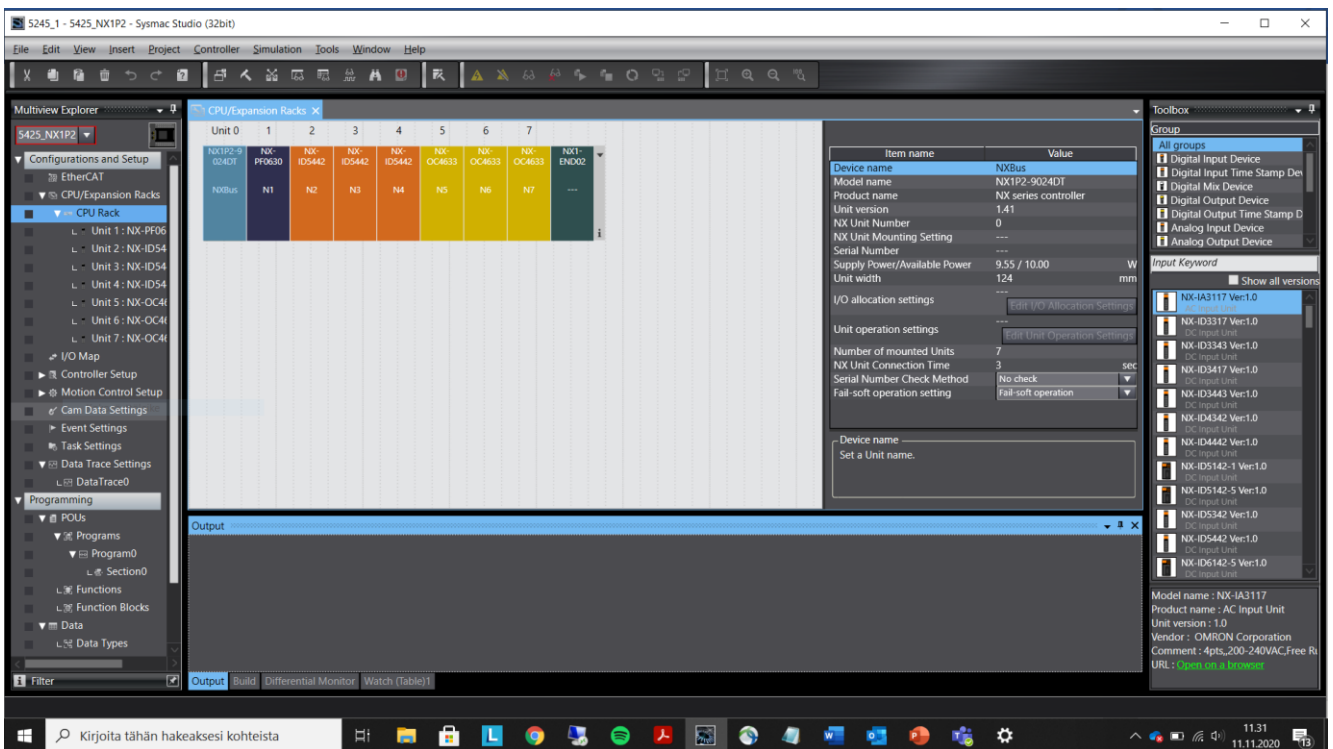 5245_1 - 5425_NX1P2 - Sysmac Studio (32bit)
File Edit View Insert Project Controller Simulation Tools Window Help
Multiview Explorer
5425_NX1P2
Configurations and Setup
EtherCAT
CPU/Expansion Racks
CPU Rack
Unit 1 : NX-PF06
Unit 2 : NX-ID54
Unit 3 : NX-ID54
Unit 4 : NX-ID54
Unit 5 : NX-OC46
Unit 6 : NX-OC46
Unit 7 : NX-OC46
I/O Map
Controller Setup
Motion Control Setup
Cam Data Settings
Event Settings
Task Settings
Data Trace Settings
DataTrace0
Programming
POUs
Programs
Program0
Section0
Functions
Function Blocks
Data
Data Types
Filter
CPU/Expansion Racks
Unit 0 1 2 3 4 5 6 7
NX1P2-9 NX- NX- NX- NX- NX- NX- NX- NX1-
024DT PF0630 ID5442 ID5442 ID5442 OC4633 OC4633 OC4633 END02
NXBus N1 N2 N3 N4 N5 N6 N7 ---
Item name Value
Device name NXBus
Model name NX1P2-9024DT
Product name NX series controller
Unit version 1.41
NX Unit Number 0
NX Unit Mounting Setting ---
Serial Number ---
Supply Power/Available Power 9.55 / 10.00 W
Unit width 124 mm
I/O allocation settings ---
Edit I/O Allocation Settings
Unit operation settings ---
Edit Unit Operation Settings
Number of mounted Units 7
NX Unit Connection Time 3 sec
Serial Number Check Method No check
Fail-soft operation setting Fail-soft operation
Device name
Set a Unit name.
Output
Output Build Differential Monitor Watch (Table)1
Toolbox
Group
All groups
Digital Input Device
Digital Input Time Stamp Dev
Digital Mix Device
Digital Output Device
Digital Output Time Stamp D
Analog Input Device
Analog Output Device
Input Keyword
Show all versions
NX-IA3117 Ver:1.0
AC Input Unit
NX-ID3317 Ver:1.0
DC Input Unit
NX-ID3343 Ver:1.0
DC Input Unit
NX-ID3417 Ver:1.0
DC Input Unit
NX-ID3443 Ver:1.0
DC Input Unit
NX-ID4342 Ver:1.0
DC Input Unit
NX-ID4442 Ver:1.0
DC Input Unit
NX-ID5142-1 Ver:1.0
DC Input Unit
NX-ID5142-5 Ver:1.0
DC Input Unit
NX-ID5342 Ver:1.0
DC Input Unit
NX-ID5442 Ver:1.0
DC Input Unit
NX-ID6142-5 Ver:1.0
DC Input Unit
Model name : NX-IA3117
Product name : AC Input Unit
Unit version : 1.0
Vendor : OMRON Corporation
Comment : 4pts,,200-240VAC,Free Ru
URL : Open on a browser
Kirjoita tähän hakeaksesi kohteista
11.31
11.11.2020
13